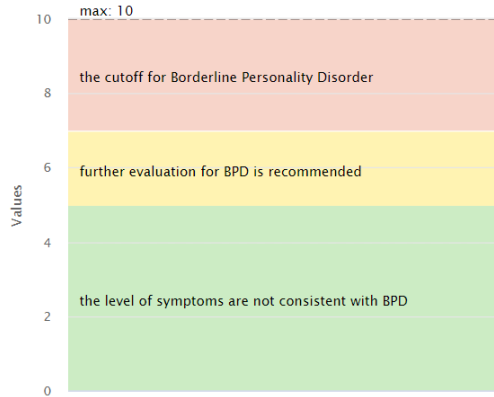 max: 10
10
the cutoff for Borderline Personality Disorder
8
further evaluation for BPD is recommended
6
Values
4
the level of symptoms are not consistent with BPD
2
0